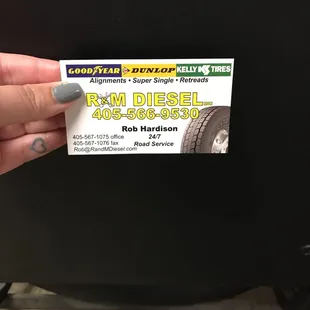 GOODYEAR DUNLOP KELLY TIRES
Alignments • Super Single • Retreads
R&M DIESEL INC
405-566-9530
Rob Hardison
405-567-1075 office 24/7
405-567-1076 fax Road Service
Rob@RandMDiesel.com